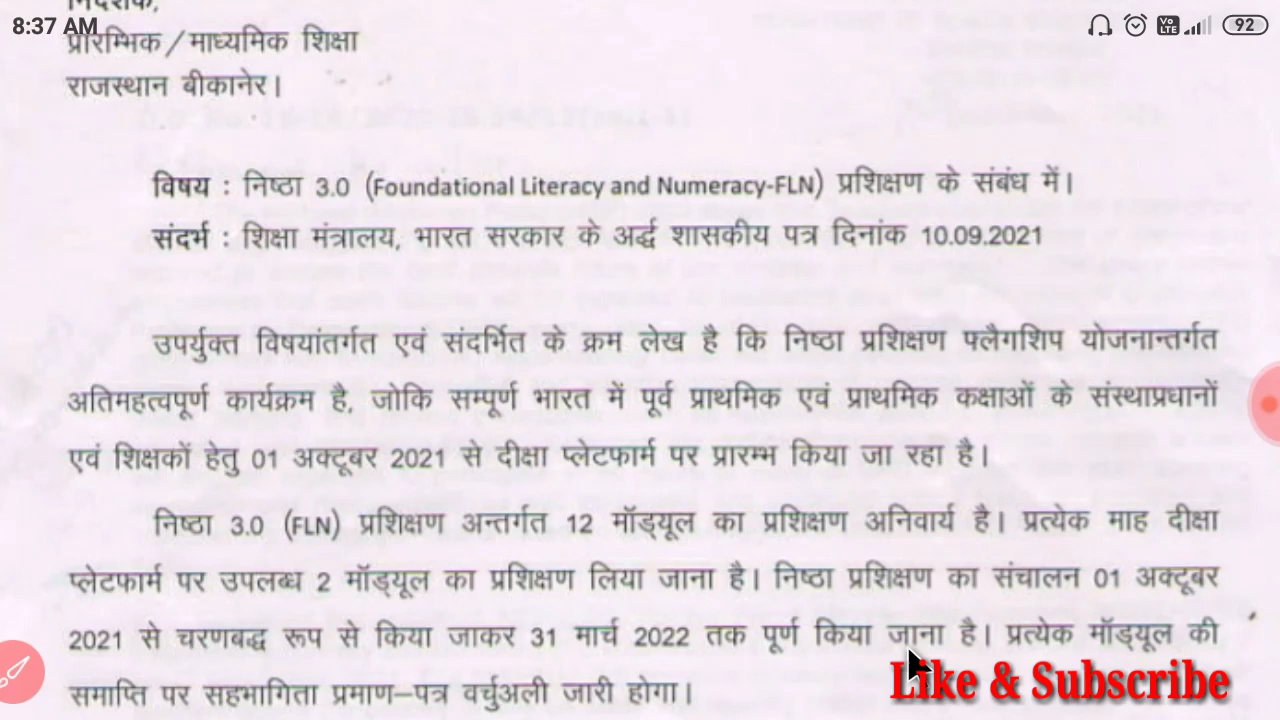 निदेशक,
8:37 AM
92
प्रारम्भिक/माध्यमिक शिक्षा
राजस्थान बीकानेर।
विषय : निष्ठा 3.0 (Foundational Literacy and Numeracy-FLN) प्रशिक्षण के संबंध में।
संदर्भ : शिक्षा मंत्रालय, भारत सरकार के अर्द्ध शासकीय पत्र दिनांक 10.09.2021
उपर्युक्त विषयांतर्गत एवं संदर्भित के क्रम लेख है कि निष्ठा प्रशिक्षण फ्लैगशिप योजनान्तर्गत
अतिमहत्वपूर्ण कार्यक्रम है, जोकि सम्पूर्ण भारत में पूर्व प्राथमिक एवं प्राथमिक कक्षाओं के संस्थाप्रधानों
एवं शिक्षकों हेतु 01 अक्टूबर 2021 से दीक्षा प्लेटफार्म पर प्रारम्भ किया जा रहा है।
निष्ठा 3.0 (FLN) प्रशिक्षण अन्तर्गत 12 मॉड्यूल का प्रशिक्षण अनिवार्य है। प्रत्येक माह दीक्षा
प्लेटफार्म पर उपलब्ध 2 मॉड्यूल का प्रशिक्षण लिया जाना है। निष्ठा प्रशिक्षण का संचालन 01 अक्टूबर
2021 से चरणबद्ध रूप से किया जाकर 31 मार्च 2022 तक पूर्ण किया जाना है। प्रत्येक मॉड्यूल की
समाप्ति पर सहभागिता प्रमाण–पत्र वर्चुअली जारी होगा।
Like & Subscribe